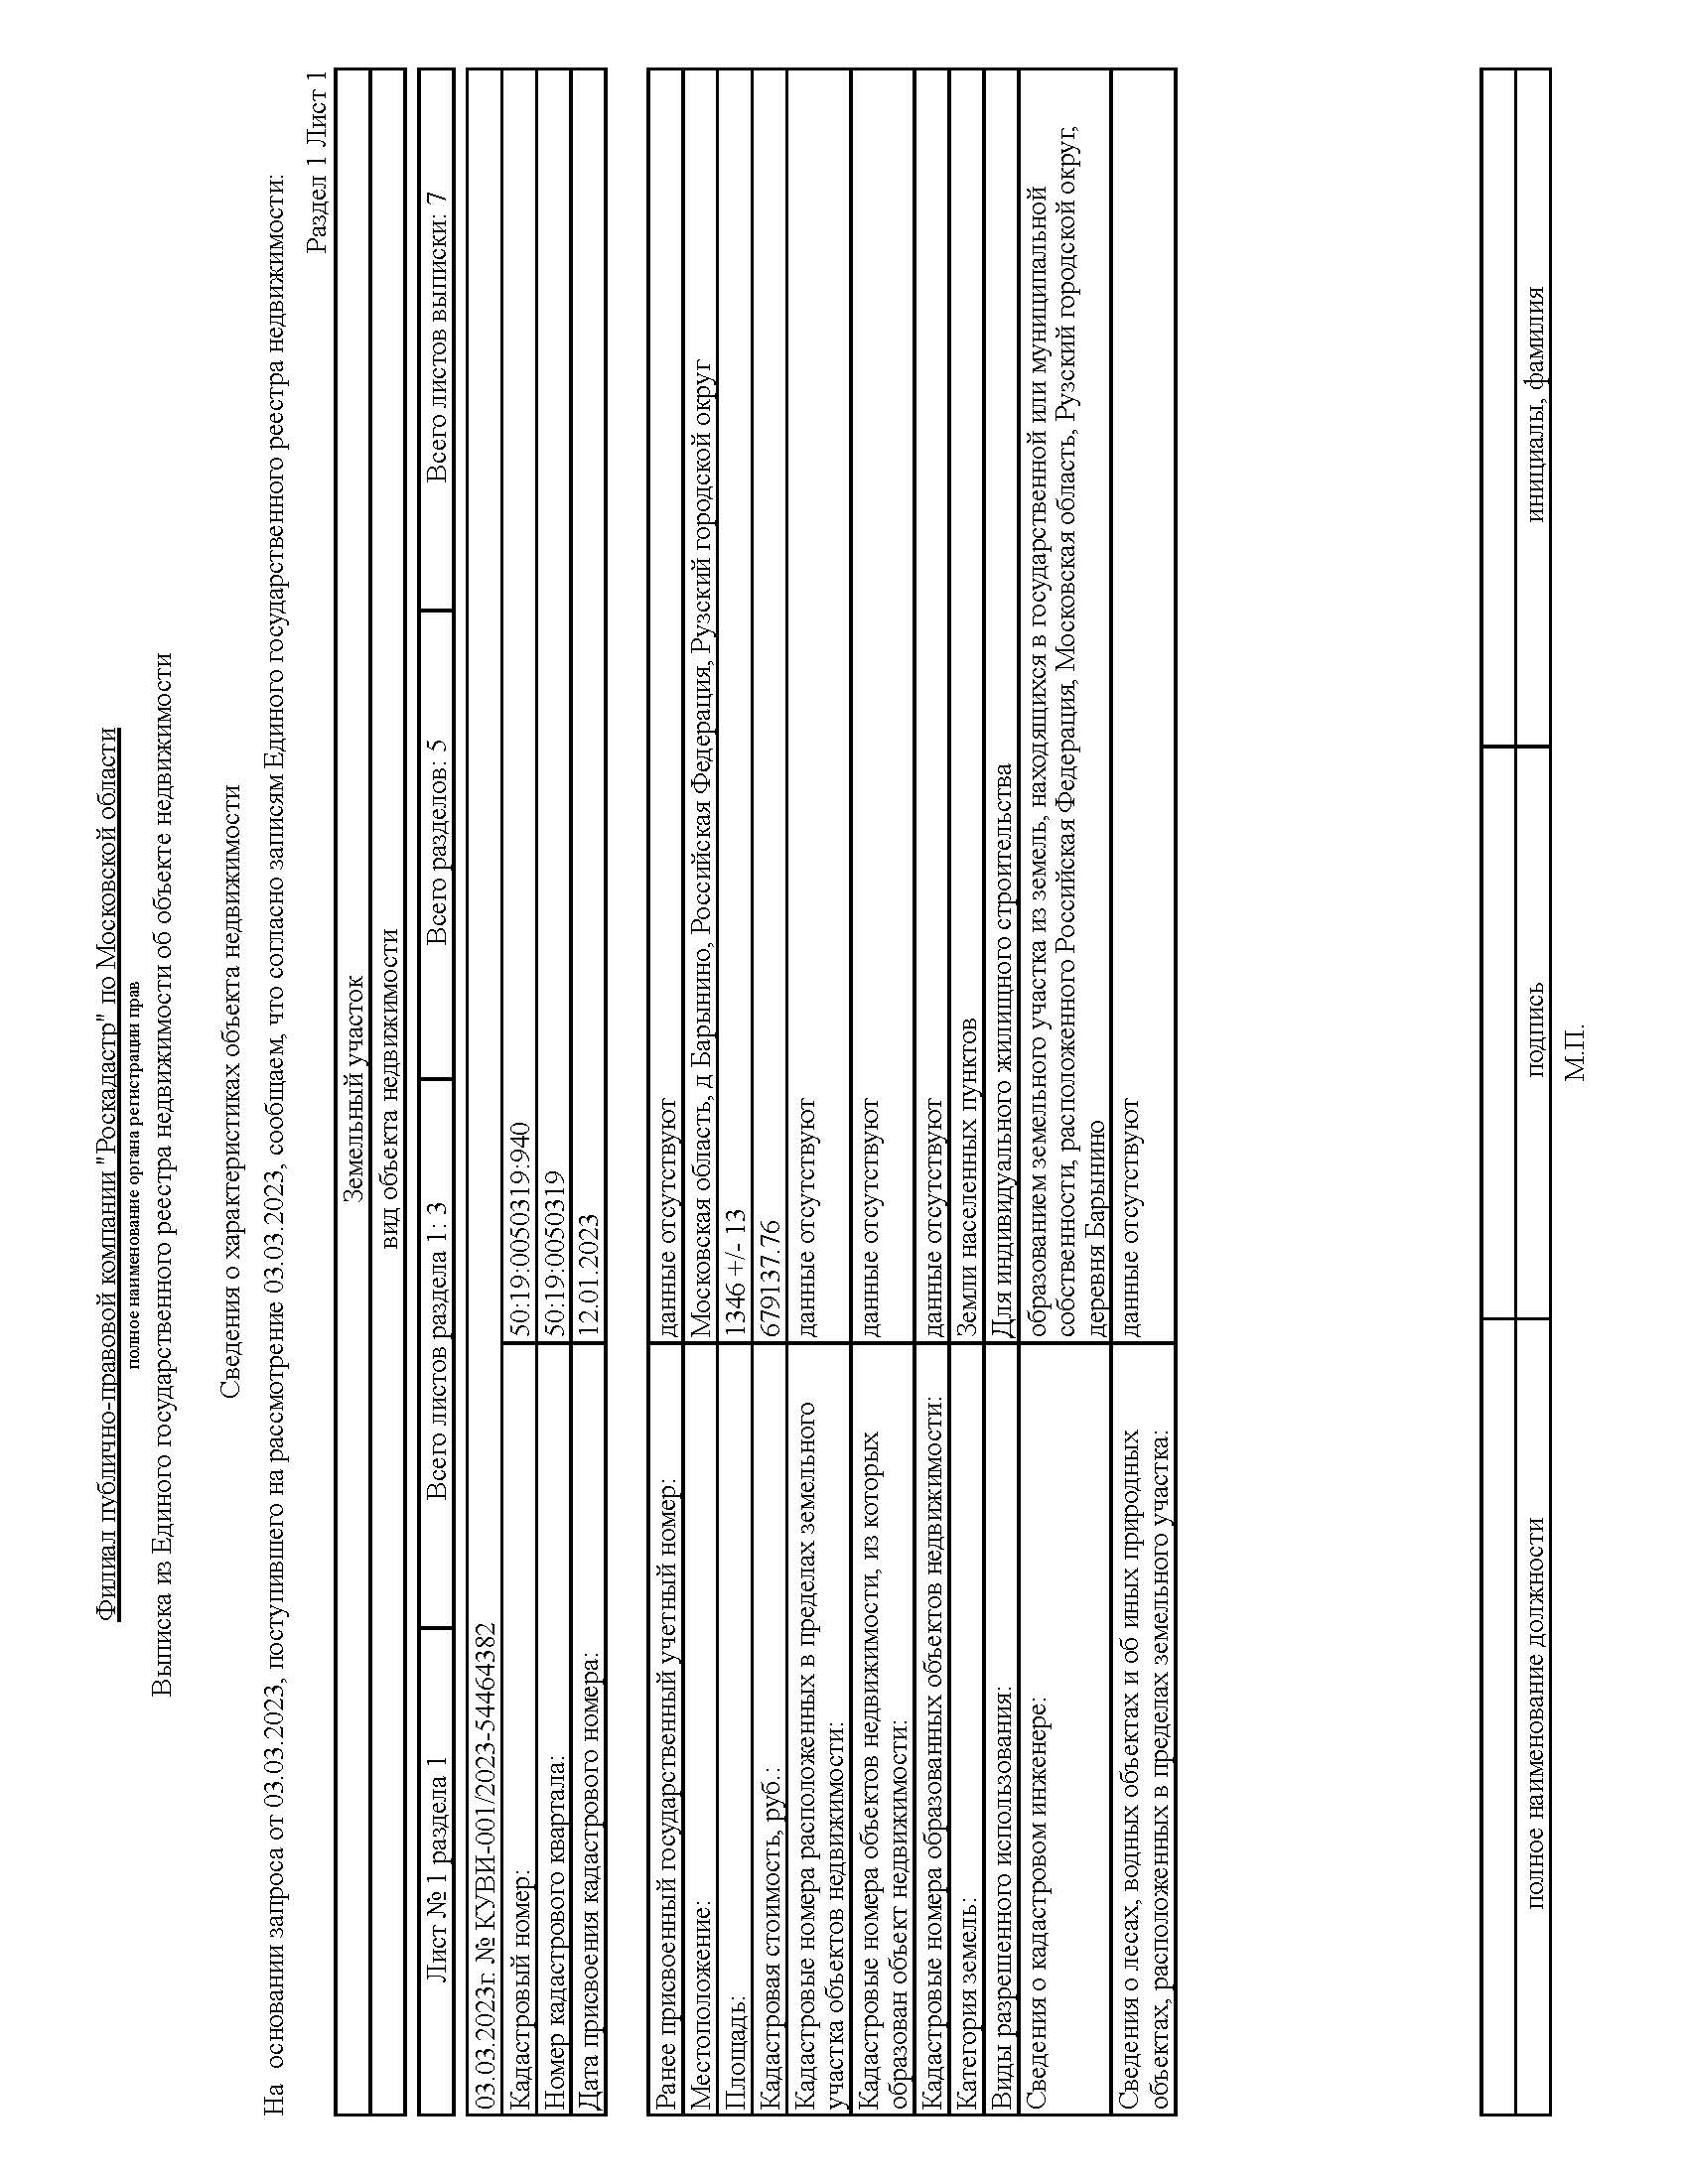 Филиал публично-правовой компании "Роскадастр" по Московской области
полное наименование органа регистрации прав
Выписка из Единого государственного реестра недвижимости об объекте недвижимости
Сведения о характеристиках объекта недвижимости
На основании запроса от 03.03.2023, поступившего на рассмотрение 03.03.2023, сообщаем, что согласно записям Единого государственного реестра недвижимости:
Раздел 1 Лист 1
Земельный участок
вид объекта недвижимости
Лист № 1 раздела 1 Всего листов раздела 1: 3 Всего разделов: 5 Всего листов выписки: 7
03.03.2023г. № КУВИ-001/2023-54464382
Кадастровый номер: 50:19:0050319:940
Номер кадастрового квартала: 50:19:0050319
Дата присвоения кадастрового номера: 12.01.2023
Ранее присвоенный государственный учетный номер: данные отсутствуют
Местоположение: Московская область, д Барынино, Российская Федерация, Рузский городской округ
Площадь: 1346 +/- 13
Кадастровая стоимость, руб.: 679137.76
Кадастровые номера расположенных в пределах земельного данные отсутствуют
участка объектов недвижимости:
Кадастровые номера объектов недвижимости, из которых данные отсутствуют
образован объект недвижимости:
Кадастровые номера образованных объектов недвижимости: данные отсутствуют
Категория земель: Земли населенных пунктов
Виды разрешенного использования: Для индивидуального жилищного строительства
Сведения о кадастровом инженере: образованием земельного участка из земель, находящихся в государственной или муниципальной
собственности, расположенного Российская Федерация, Московская область, Рузский городской округ,
деревня Барынино
Сведения о лесах, водных объектах и об иных природных данные отсутствуют
объектах, расположенных в пределах земельного участка:
полное наименование должности подпись инициалы, фамилия
М.П.